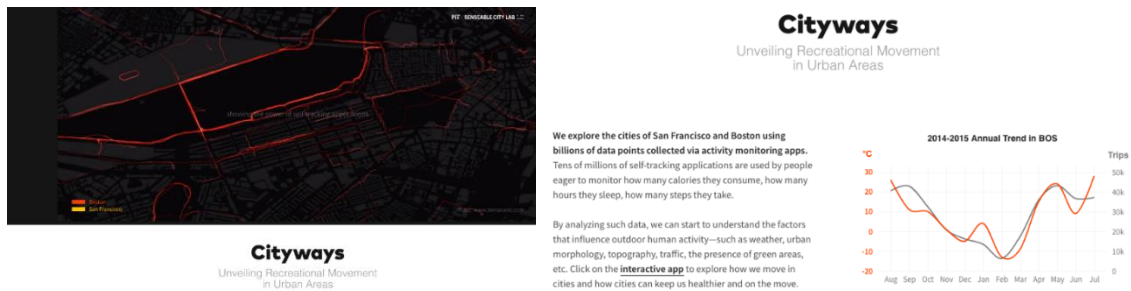 MIT SENSEABLE CITY LAB
showing the power of self-tracking
Boston
San Francisco
Cityways
Unveiling Recreational Movement
in Urban Areas
Cityways
Unveiling Recreational Movement
in Urban Areas
We explore the cities of San Francisco and Boston using
billions of data points collected via activity monitoring apps.
Tens of millions of self-tracking applications are used by people
eager to monitor how many calories they consume, how many
hours they sleep, how many steps they take.
By analyzing such data, we can start to understand the factors
that influence outdoor human activity—such as weather, urban
morphology, topography, traffic, the presence of green areas,
etc. Click on the interactive app to explore how we move in
cities and how cities can keep us healthier and on the move.
2014-2015 Annual Trend in BOS
°C Trips
30 50k
20 40k
10 30k
0 20k
-10 10k
-20 0
Aug Sep Oct Nov Dec Jan Feb Mar Apr May Jun Jul